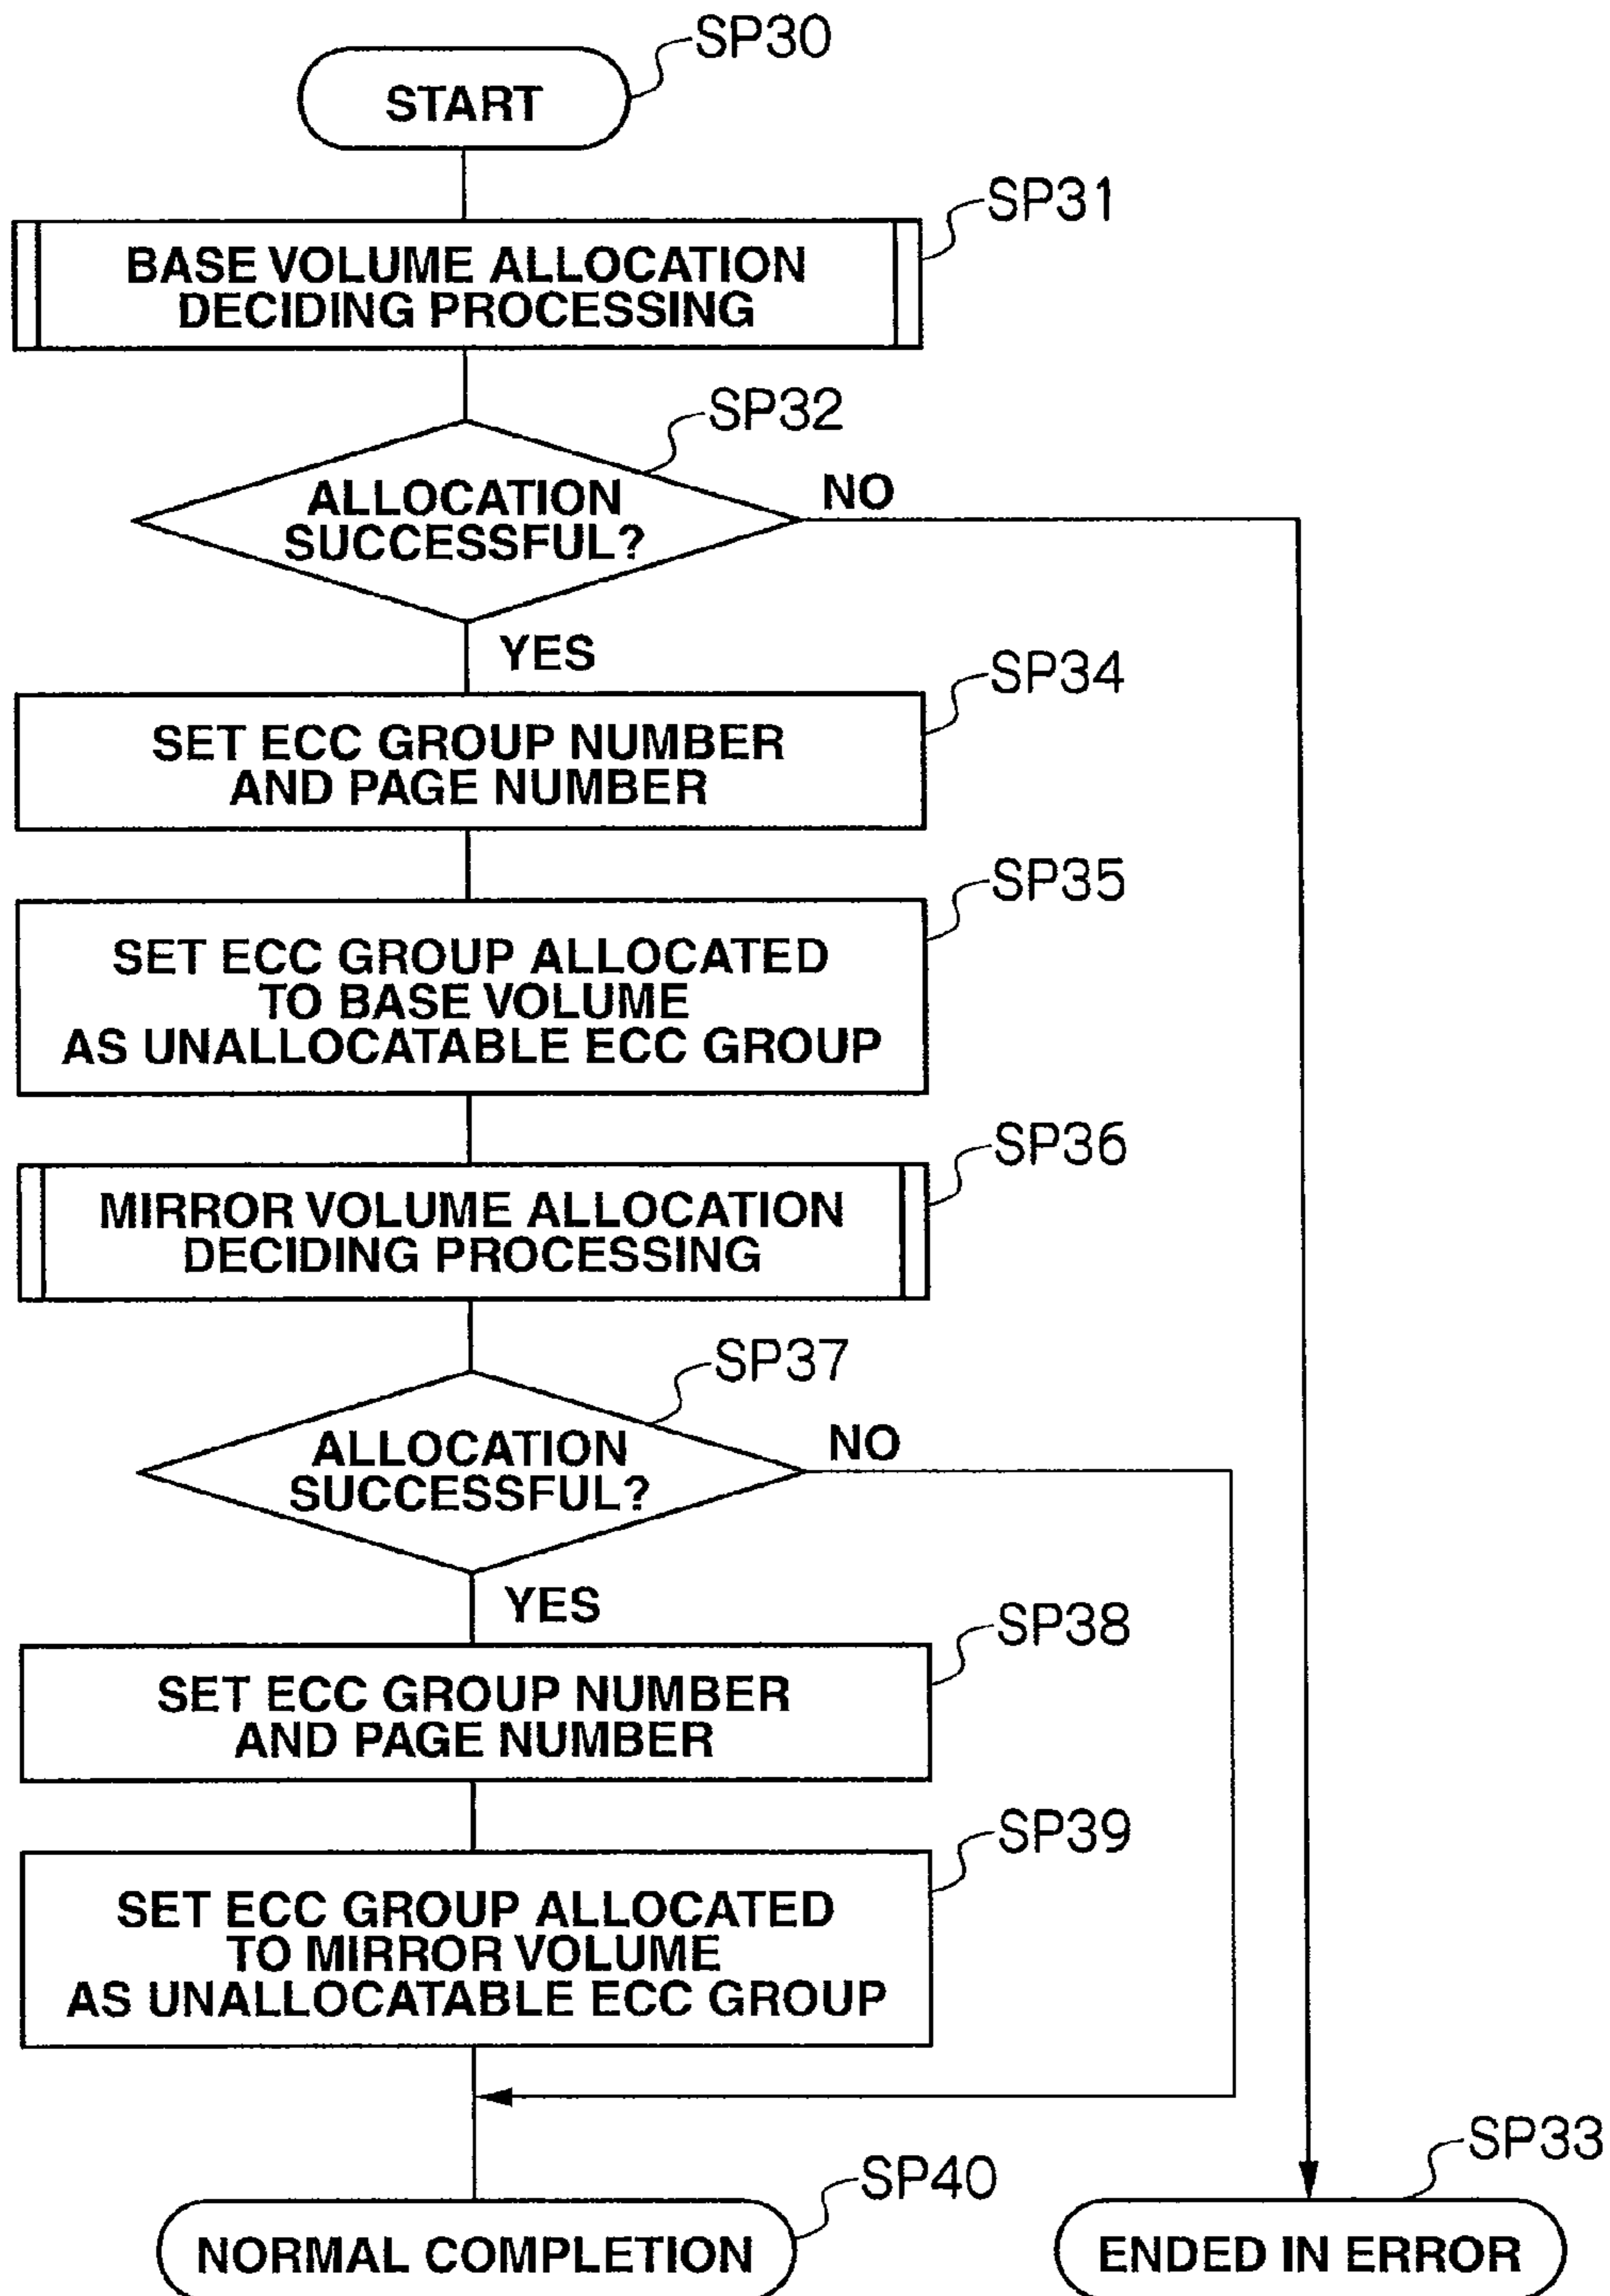 SP30
START
SP31
BASE VOLUME ALLOCATION
DECIDING PROCESSING
SP32
ALLOCATION
SUCCESSFUL?
NO
YES
SP34
SET ECC GROUP NUMBER
AND PAGE NUMBER
SP35
SET ECC GROUP ALLOCATED
TO BASE VOLUME
AS UNALLOCATABLE ECC GROUP
SP36
MIRROR VOLUME ALLOCATION
DECIDING PROCESSING
SP37
ALLOCATION
SUCCESSFUL?
NO
YES
SP38
SET ECC GROUP NUMBER
AND PAGE NUMBER
SP39
SET ECC GROUP ALLOCATED
TO MIRROR VOLUME
AS UNALLOCATABLE ECC GROUP
SP40
NORMAL COMPLETION
SP33
ENDED IN ERROR